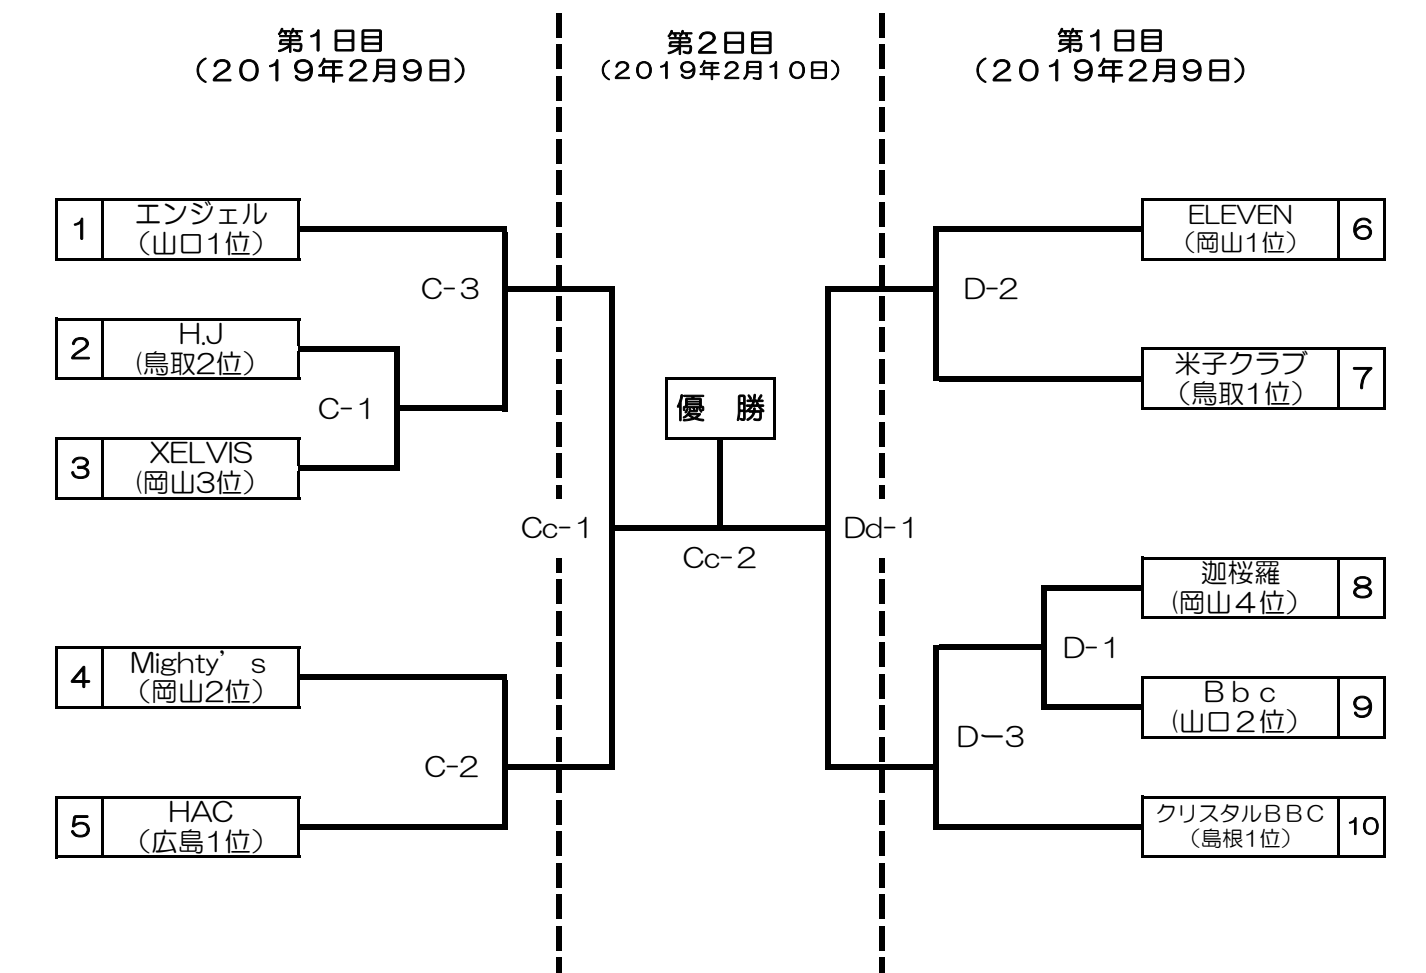 第１日目
（２０１９年２月９日）
第２日目
（２０１９年２月１０日）
第１日目
（２０１９年２月９日）
1
エンジェル
（山口１位）
C-3
2
H.J
(鳥取2位）
C-1
3
XELVIS
(岡山3位）
Cc-1
4
Mighty’ s
（岡山2位）
C-2
5
HAC
（広島１位）
優　勝
Cc-2
ELEVEN
（岡山1位）
6
D-2
米子クラブ
（鳥取1位）
7
Dd-1
迦桜羅
(岡山４位）
8
D-1
Ｂｂｃ
(山口２位）
9
D−3
クリスタルＢＢＣ
（島根1位）
10